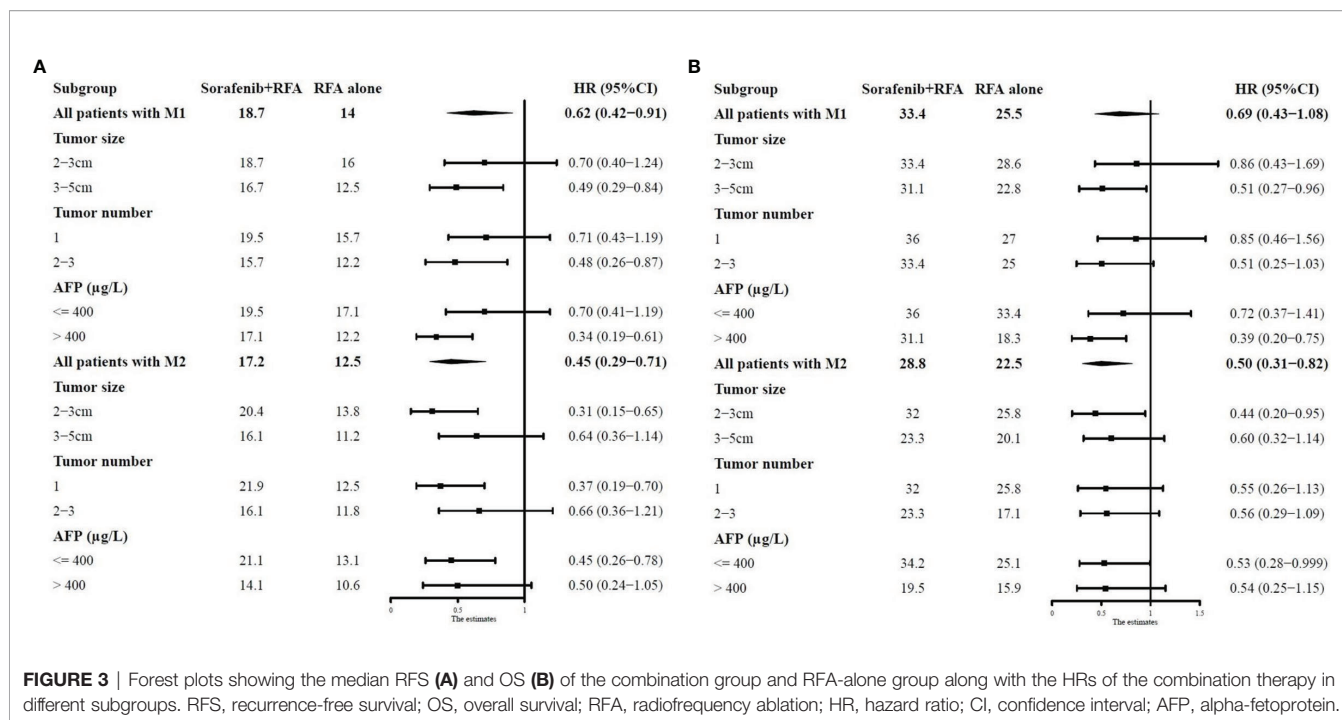 A
Subgroup Sorafenib+RFA RFA alone HR (95%CI)
All patients with M1 18.7 14 0.62 (0.42−0.91)
Tumor size
2−3cm 18.7 16 0.70 (0.40−1.24)
3−5cm 16.7 12.5 0.49 (0.29−0.84)
Tumor number
1 19.5 15.7 0.71 (0.43−1.19)
2−3 15.7 12.2 0.48 (0.26−0.87)
AFP (µg/L)
<= 400 19.5 17.1 0.70 (0.41−1.19)
> 400 17.1 12.2 0.34 (0.19−0.61)
All patients with M2 17.2 12.5 0.45 (0.29−0.71)
Tumor size
2−3cm 20.4 13.8 0.31 (0.15−0.65)
3−5cm 16.1 11.2 0.64 (0.36−1.14)
Tumor number
1 21.9 12.5 0.37 (0.19−0.70)
2−3 16.1 11.8 0.66 (0.36−1.21)
AFP (µg/L)
<= 400 21.1 13.1 0.45 (0.26−0.78)
> 400 14.1 10.6 0.50 (0.24−1.05)
0 0.5 1
The estimates
B
Subgroup Sorafenib+RFA RFA alone HR (95%CI)
All patients with M1 33.4 25.5 0.69 (0.43−1.08)
Tumor size
2−3cm 33.4 28.6 0.86 (0.43−1.69)
3−5cm 31.1 22.8 0.51 (0.27−0.96)
Tumor number
1 36 27 0.85 (0.46−1.56)
2−3 33.4 25 0.51 (0.25−1.03)
AFP (µg/L)
<= 400 36 33.4 0.72 (0.37−1.41)
> 400 31.1 18.3 0.39 (0.20−0.75)
All patients with M2 28.8 22.5 0.50 (0.31−0.82)
Tumor size
2−3cm 32 25.8 0.44 (0.20−0.95)
3−5cm 23.3 20.1 0.60 (0.32−1.14)
Tumor number
1 32 25.8 0.55 (0.26−1.13)
2−3 23.3 17.1 0.56 (0.29−1.09)
AFP (µg/L)
<= 400 34.2 25.1 0.53 (0.28−0.999)
> 400 19.5 15.9 0.54 (0.25−1.15)
0 0.5 1 1.5
The estimates
FIGURE 3 | Forest plots showing the median RFS (A) and OS (B) of the combination group and RFA-alone group along with the HRs of the combination therapy in
different subgroups. RFS, recurrence-free survival; OS, overall survival; RFA, radiofrequency ablation; HR, hazard ratio; CI, confidence interval; AFP, alpha-fetoprotein.